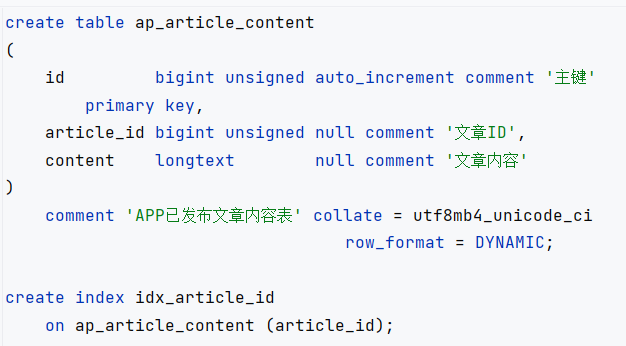 create table ap_article_content
(
    id         bigint unsigned auto_increment comment '主键'
        primary key,
    article_id bigint unsigned null comment '文章ID',
    content    longtext        null comment '文章内容'
)
    comment 'APP已发布文章内容表' collate = utf8mb4_unicode_ci
                                  row_format = DYNAMIC;

create index idx_article_id
    on ap_article_content (article_id);